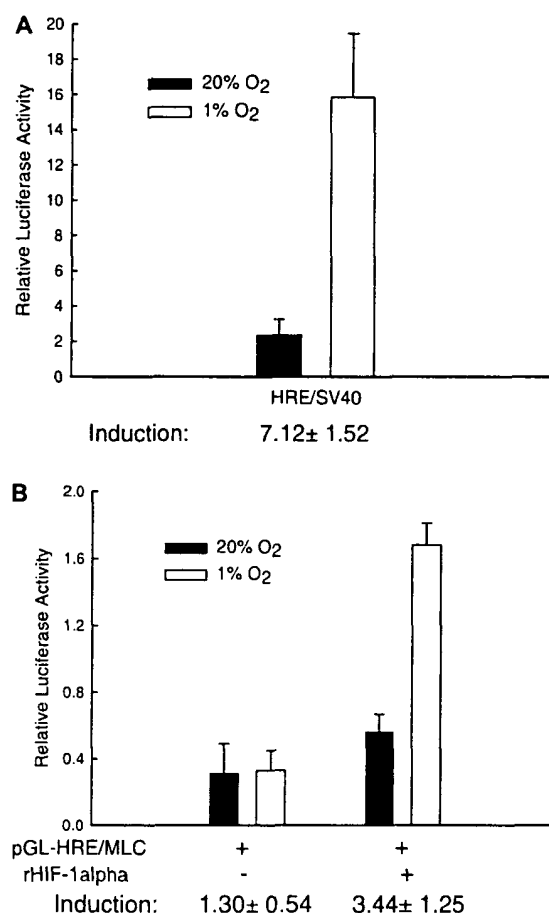 A
20
18
16
14
12
10
8
6
4
2
0
Relative Luciferase Activity
20% O2
1% O2
HRE/SV40
Induction: 7.12± 1.52
B
2.0
1.6
1.2
0.8
0.4
0.0
Relative Luciferase Activity
20% O2
1% O2
pGL-HRE/MLC + +
rHIF-1alpha - +
Induction: 1.30± 0.54 3.44± 1.25